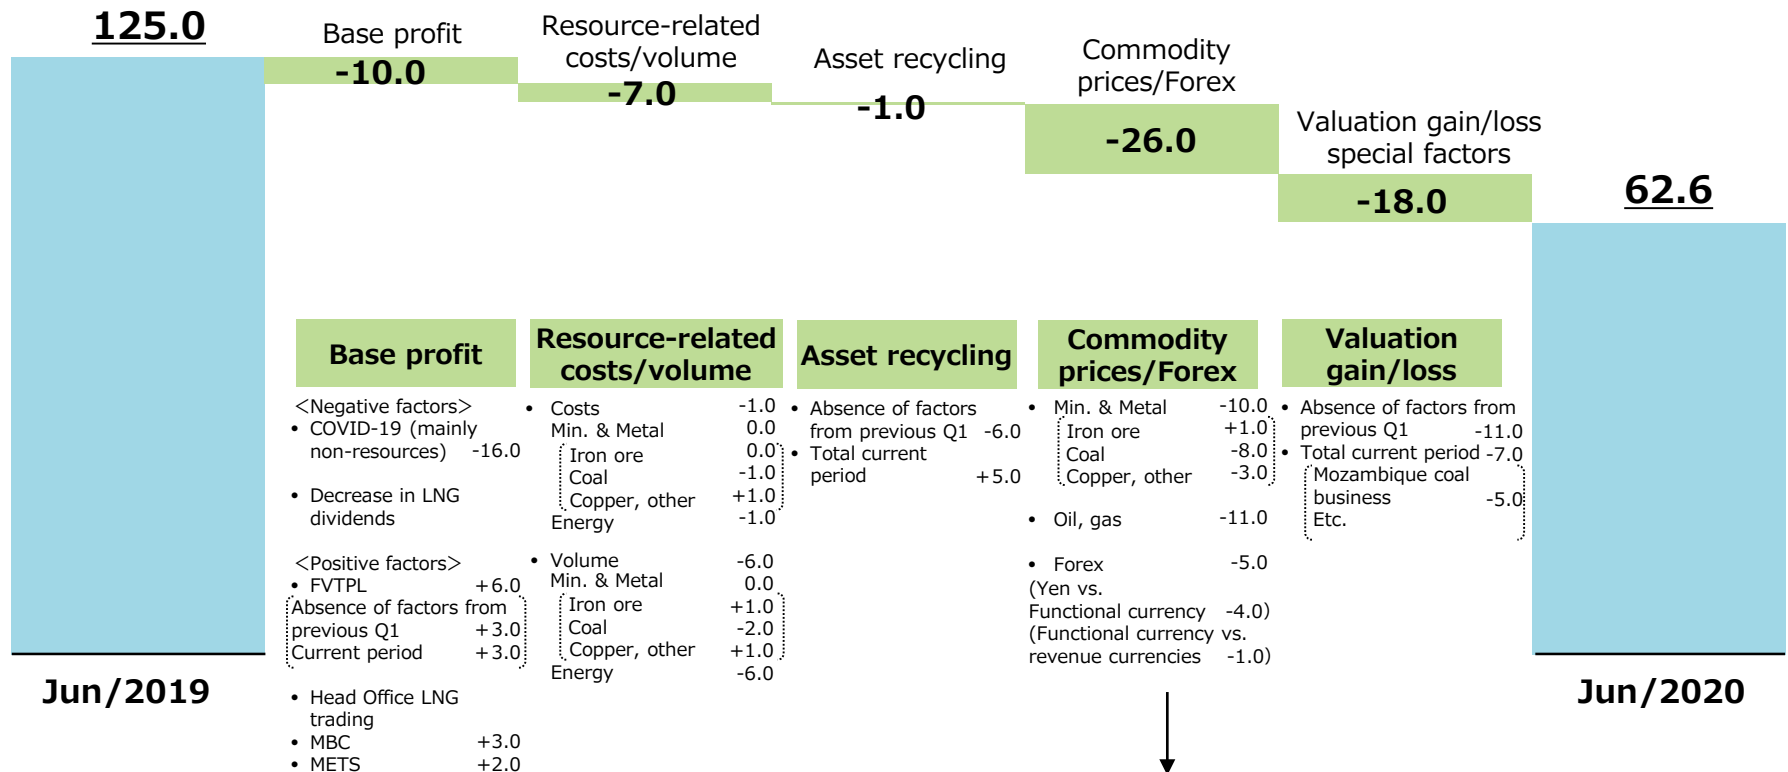 125.0
Base profit
-10.0
Resource-related
costs/volume
-7.0
Asset recycling
-1.0
Commodity
prices/Forex
-26.0
Valuation gain/loss
special factors
-18.0
62.6
Jun/2019
Jun/2020
Base profit
<Negative factors>
• COVID-19 (mainly
non-resources) -16.0
• Decrease in LNG
dividends
<Positive factors>
• FVTPL +6.0
Absence of factors from
previous Q1 +3.0
Current period +3.0
• Head Office LNG
trading
• MBC +3.0
• METS +2.0
Resource-related
costs/volume
• Costs -1.0
Min. & Metal 0.0
Iron ore 0.0
Coal -1.0
Copper, other +1.0
Energy -1.0
• Volume -6.0
Min. & Metal 0.0
Iron ore +1.0
Coal -2.0
Copper, other +1.0
Energy -6.0
Asset recycling
• Absence of factors
from previous Q1 -6.0
• Total current
period +5.0
Commodity
prices/Forex
• Min. & Metal -10.0
Iron ore +1.0
Coal -8.0
Copper, other -3.0
• Oil, gas -11.0
• Forex -5.0
(Yen vs.
Functional currency -4.0)
(Functional currency vs.
revenue currencies -1.0)
Valuation
gain/loss
• Absence of factors from
previous Q1 -11.0
• Total current period -7.0
Mozambique coal
business -5.0
Etc.